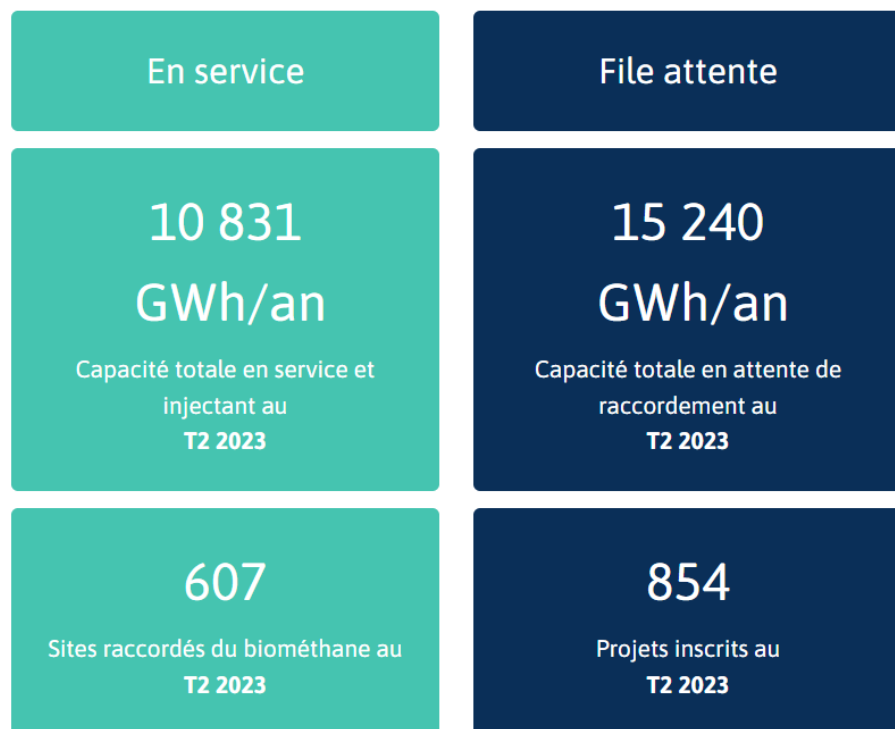 En service
File attente
10 831
GWh/an
Capacité totale en service et
injectant au
T2 2023
15 240
GWh/an
Capacité totale en attente de
raccordement au
T2 2023
607
Sites raccordés du biométhane au
T2 2023
854
Projets inscrits au
T2 2023